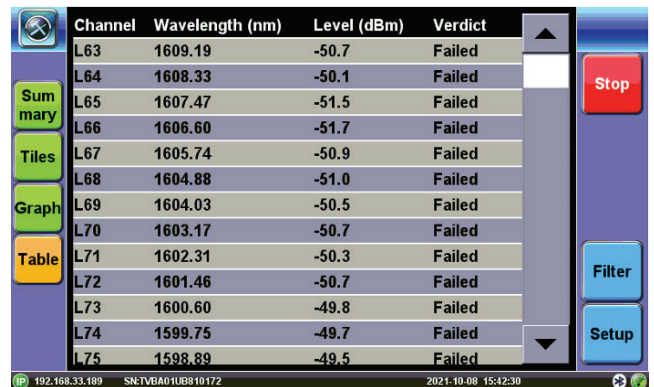 Channel Wavelength (nm) Level (dBm) Verdict
L63 1609.19 -50.7 Failed
L64 1608.33 -50.1 Failed
L65 1607.47 -51.5 Failed
L66 1606.60 -51.7 Failed
L67 1605.74 -50.9 Failed
L68 1604.88 -51.0 Failed
L69 1604.03 -50.5 Failed
L70 1603.17 -50.7 Failed
L71 1602.31 -50.3 Failed
L72 1601.46 -50.7 Failed
L73 1600.60 -49.8 Failed
L74 1599.75 -49.7 Failed
L75 1598.89 -49.5 Failed
Sum
mary
Tiles
Graph
Table
Stop
Filter
Setup
IP 192.168.33.189 SN:TVBA01UB810172 2021-10-08 15:42:30